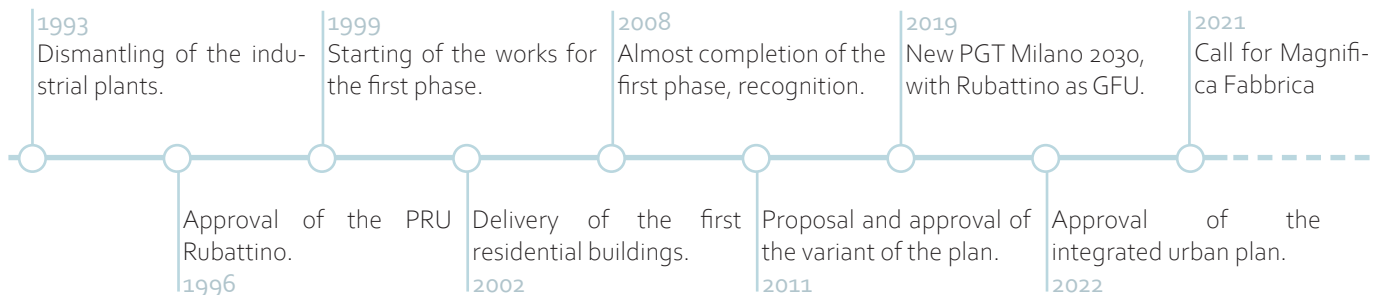 1993
Dismantling of the indu-
strial plants.
1999
Starting of the works for
the first phase.
2008
Almost completion of the
first phase, recognition.
2019
New PGT Milano 2030,
with Rubattino as GFU.
2021
Call for Magnifi-
ca Fabbrica
Approval of the PRU
Rubattino.
1996
Delivery of the first
residential buildings.
2002
Proposal and approval of
the variant of the plan.
2011
Approval of the
integrated urban plan.
2022